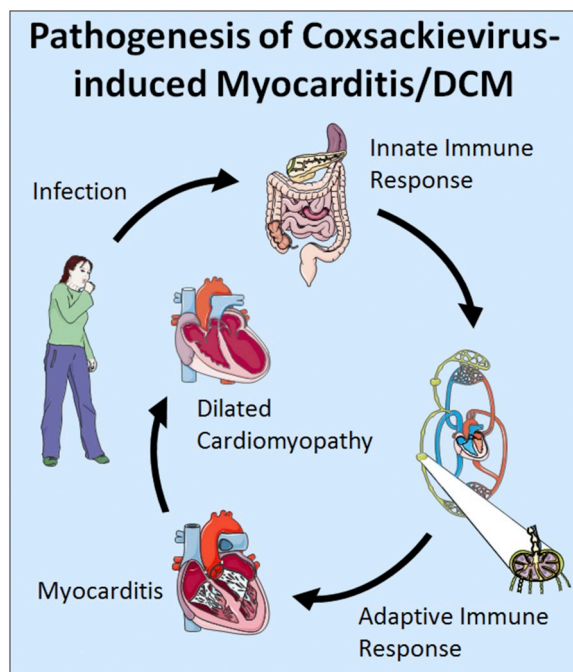 Pathogenesis of Coxsackievirus-
induced Myocarditis/DCM
Infection
Innate Immune
Response
Dilated
Cardiomyopathy
Myocarditis
Adaptive Immune
Response